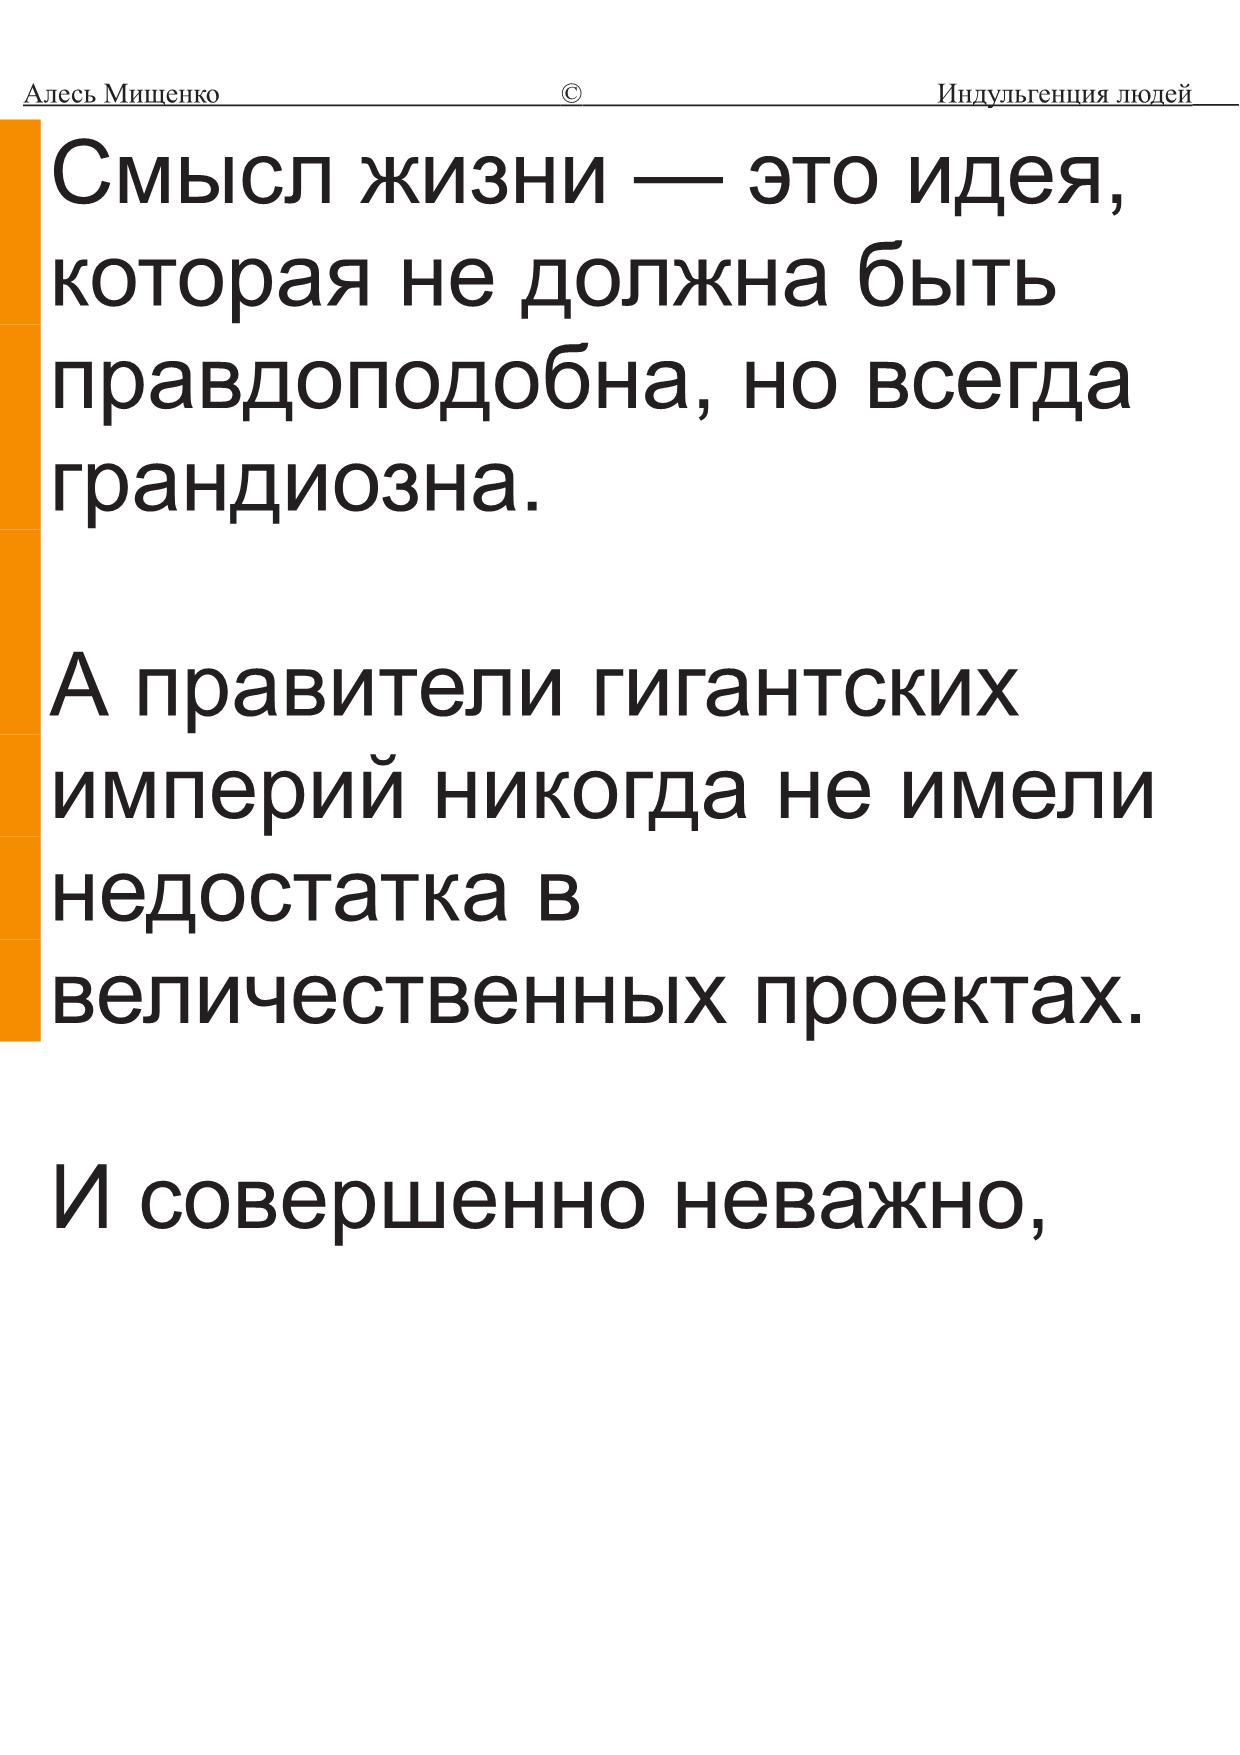 Алесь Мищенко © Индульгенция людей
Смысл жизни — это идея,
которая не должна быть
правдоподобна, но всегда
грандиозна.
А правители гигантских
империй никогда не имели
недостатка в
величественных проектах.
И совершенно неважно,